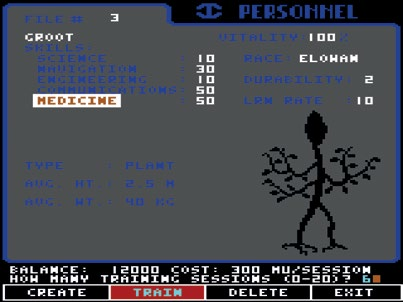 FILE # 3
PERSONNEL
GROOT VITALITY:100%
SKILLS:
SCIENCE : 10 RACE: ELOWAN
NAVIGATION : 30
ENGINEERING : 10 DURABILITY: 2
COMMUNICATIONS: 50
MEDICINE : 50 LRN RATE :10
TYPE : PLANT
AVG. HT.: 2.5 M
AVG. WT.: 40 KG
BALANCE: 12000 COST: 300 MU/SESSION
HOW MANY TRAINING SESSIONS (0-20)? 6
CREATE TRAIN DELETE EXIT